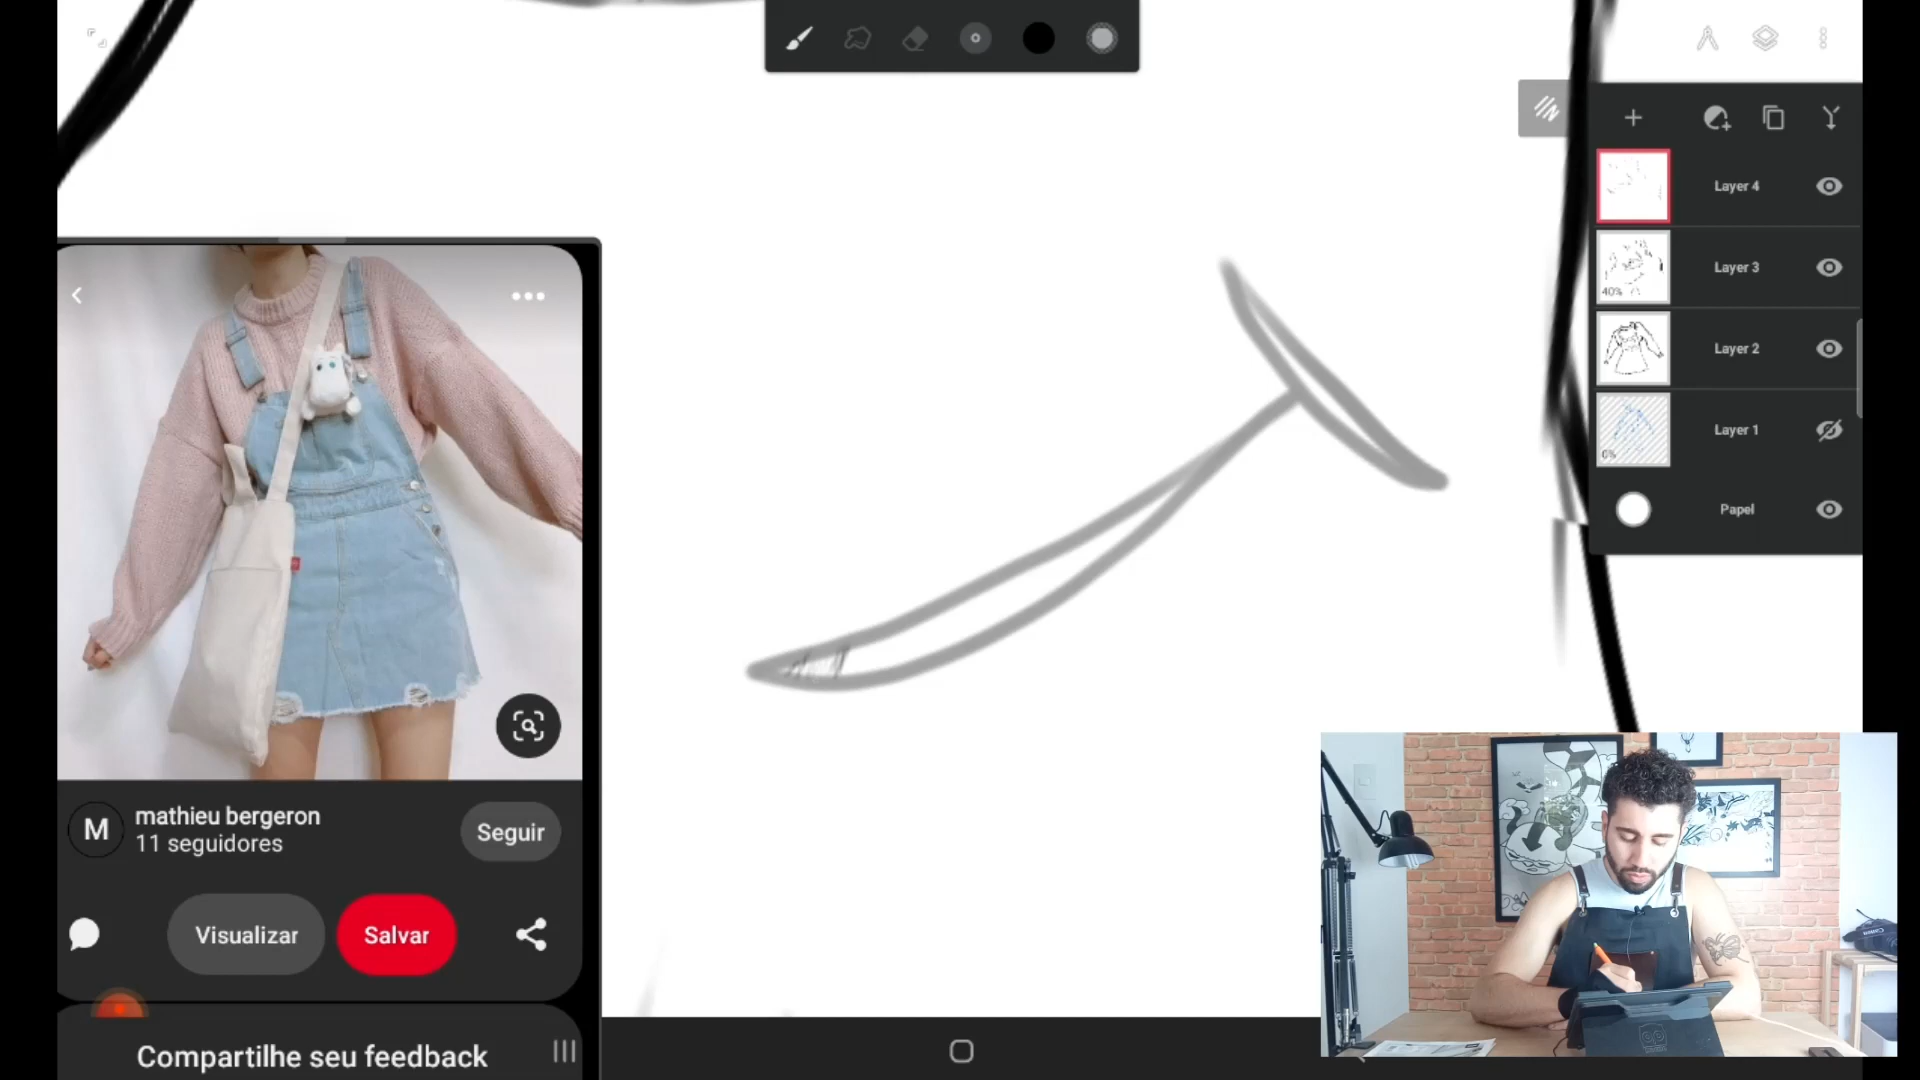 Layer 4
Layer 3
40%
Layer 2
Layer 1
0%
Papel
M
mathieu bergeron
11 seguidores
Seguir
Visualizar
Salvar
Compartilhe seu feedback